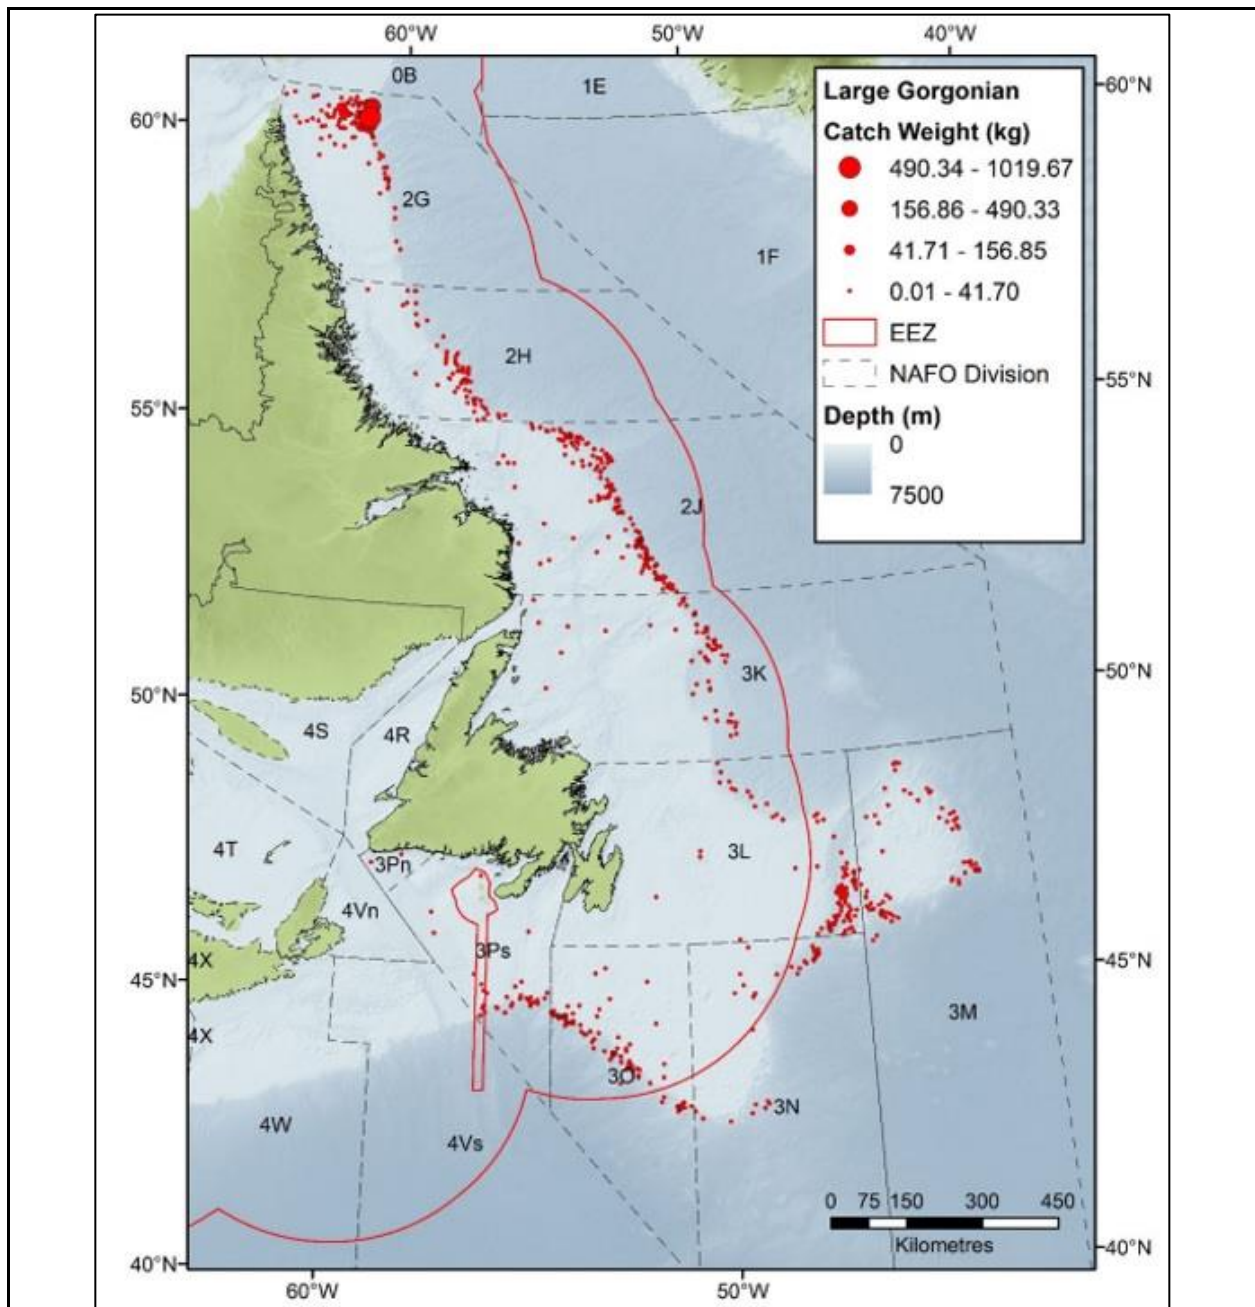 60°W 50°W 40°W
0B
1E
60°N
60°N
2G
1F
Large Gorgonian
Catch Weight (kg)
490.34 - 1019.67
156.86 - 490.33
41.71 - 156.85
0.01 - 41.70
EEZ
NAFO Division
Depth (m)
0
7500
2H
55°N
55°N
2J
3K
50°N
50°N
4S
4R
4T
3Pn
3L
4Vn
3Ps
4X
45°N
45°N
3M
4X
3O
3N
4W
4Vs
0 75 150 300 450
Kilometres
40°N
40°N
60°W 50°W